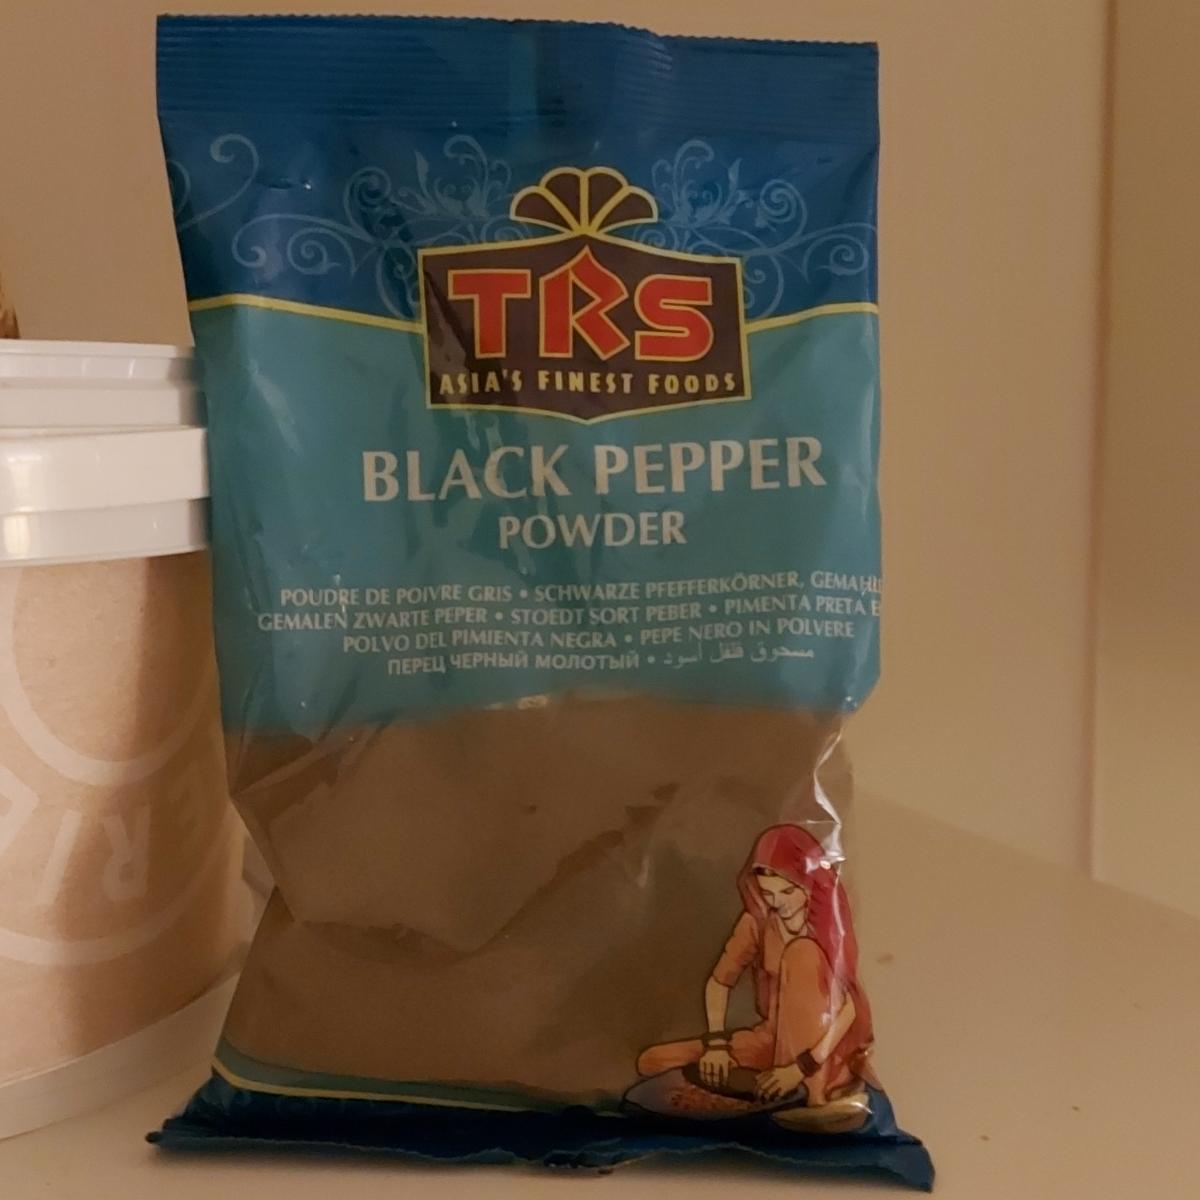 TRS
ASIA'S FINEST FOODS
BLACK PEPPER
POWDER
POUDRE DE POIVRE GRIS • SCHWARZE PFEFFERKÖRNER,
GEMALEN ZWARTE PEPER • STOEDT SORT PEBER • PIMENTA PRETA
POLVO DEL PIMIENTA NEGRA • PEPE NERO IN POLVERE
ПЕРЕЦ ЧЕРНЫЙ МОЛОТЫЙ • مسحوق فلفل أسود